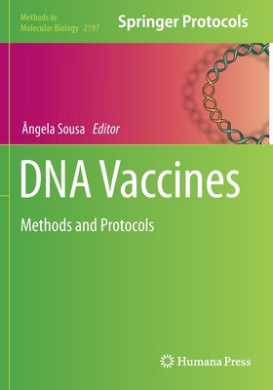 Methods in
Molecular Biology 2197
Springer Protocols
Ângela Sousa Editor
DNA Vaccines
Methods and Protocols
Humana Press